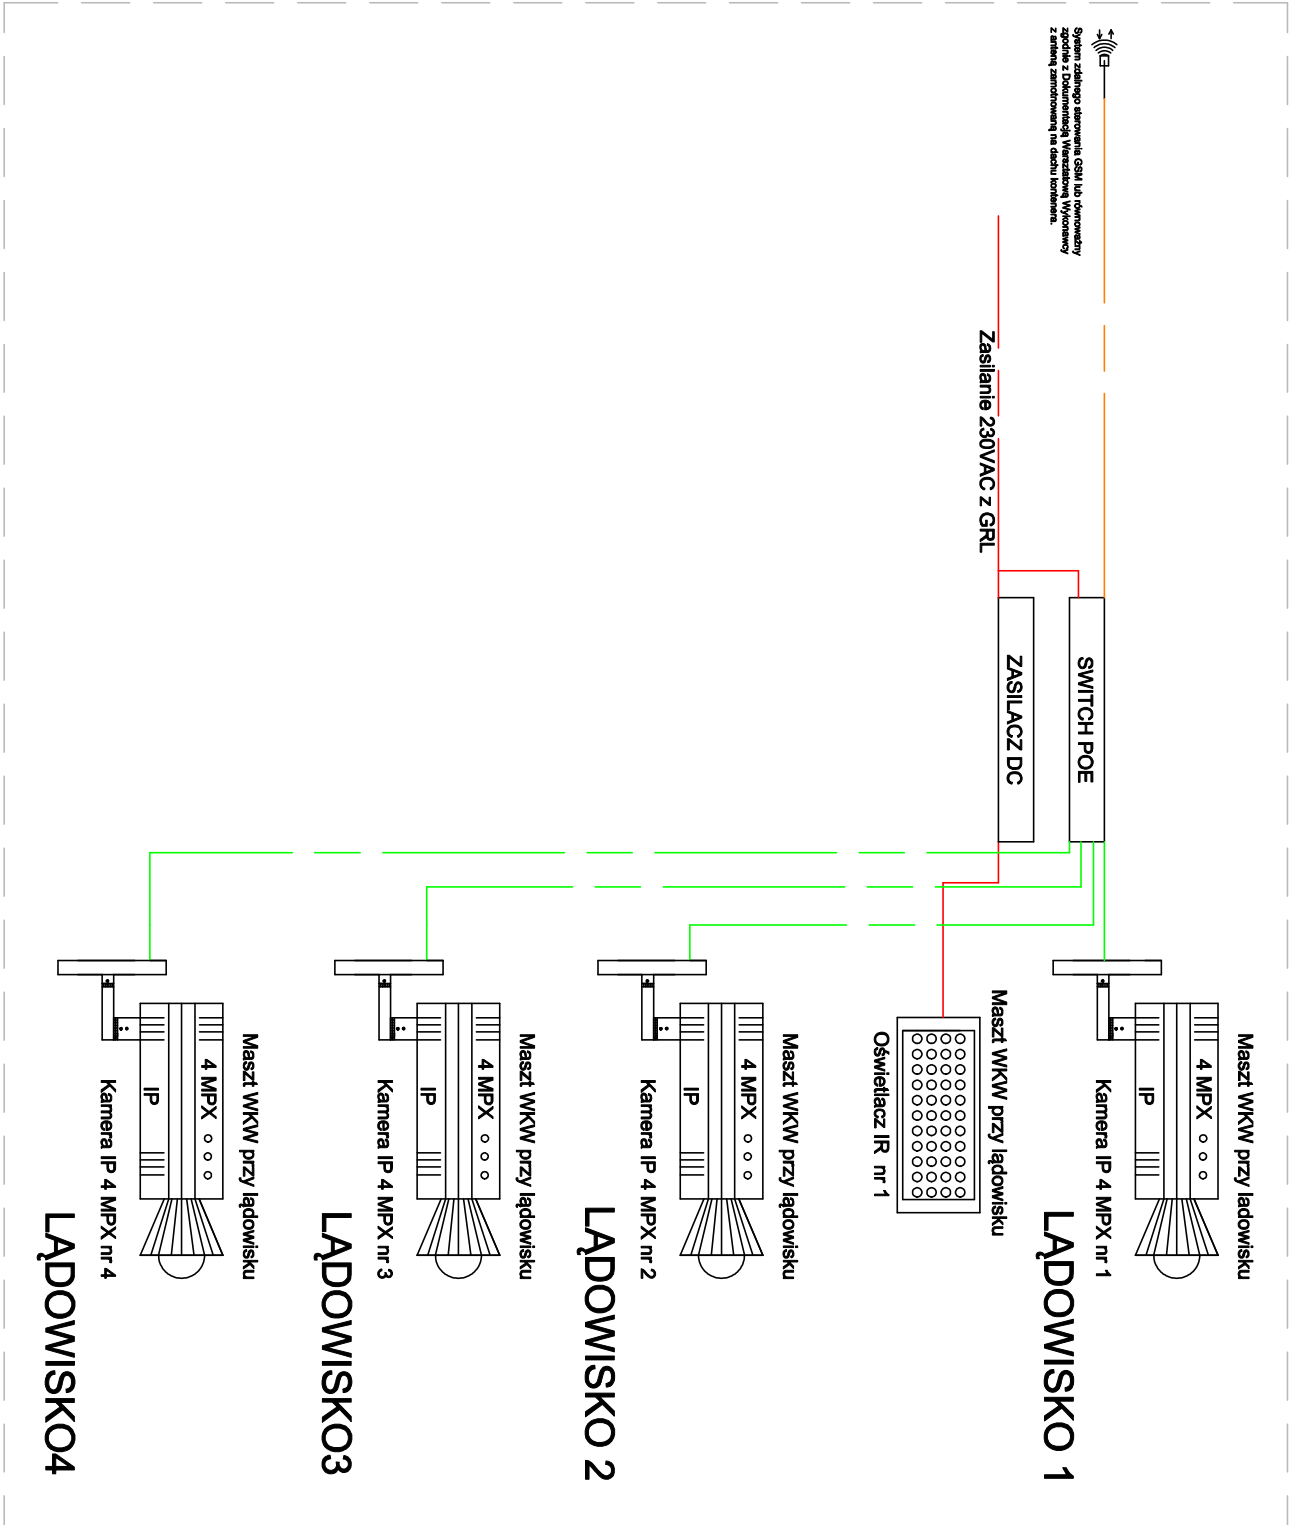 System zdalnego sterowania GSM lub równoważny
zgodnie z Dokumentacją Warsztatową Wykonawcy
z anteną zamotnowaną na dachu kontenera.
Zasilanie 230VAC z GRL
SWITCH POE
ZASILACZ DC
Maszt WKW przy ladowisku
4 MPX
IP
Kamera IP 4 MPX nr 1
LĄDOWISKO 1
Maszt WKW przy lądowisku
Oświetlacz IR nr 1
Maszt WKW przy lądowisku
4 MPX
IP
Kamera IP 4 MPX nr 2
LĄDOWISKO 2
Maszt WKW przy lądowisku
4 MPX
IP
Kamera IP 4 MPX nr 3
LĄDOWISKO3
Maszt WKW przy lądowisku
4 MPX
IP
Kamera IP 4 MPX nr 4
LĄDOWISKO4